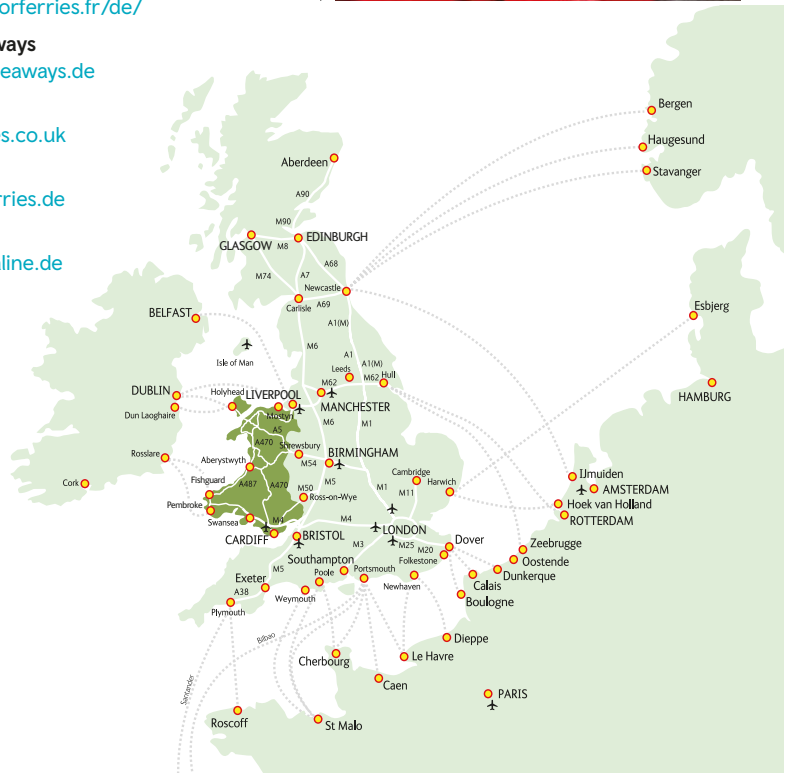 orferries.fr/de/
ways
eaways.de
s.co.uk
rries.de
line.de
Bergen
Haugesund
Stavanger
Aberdeen
A90
M90
GLASGOW
M8
EDINBURGH
M74
A7
A68
Newcastle
Carlisle
A69
A1(M)
BELFAST
Esbjerg
Isle of Man
M6
A1
A1(M)
Leeds
M62
M62
Hull
HAMBURG
DUBLIN
Holyhead
LIVERPOOL
Dun Laoghaire
Mostyn
MANCHESTER
A5
M6
M1
A470
Shrewsbury
Rosslare
Aberystwyth
M54
BIRMINGHAM
Cambridge
Harwich
IJmuiden
AMSTERDAM
Cork
Fishguard
A487
A470
M50
M5
M1
M11
Ross-on-Wye
Hoek van Holland
ROTTERDAM
Pembroke
Swansea
M4
M4
CARDIFF
BRISTOL
LONDON
M25
M3
M20
Dover
Folkestone
Zeebrugge
Oostende
Dunkerque
Southampton
Poole
Portsmouth
Newhaven
Calais
Boulogne
M5
Exeter
A38
Weymouth
Plymouth
Bilbao
Dieppe
Cherbourg
Le Havre
Santander
Caen
PARIS
Roscoff
St Malo